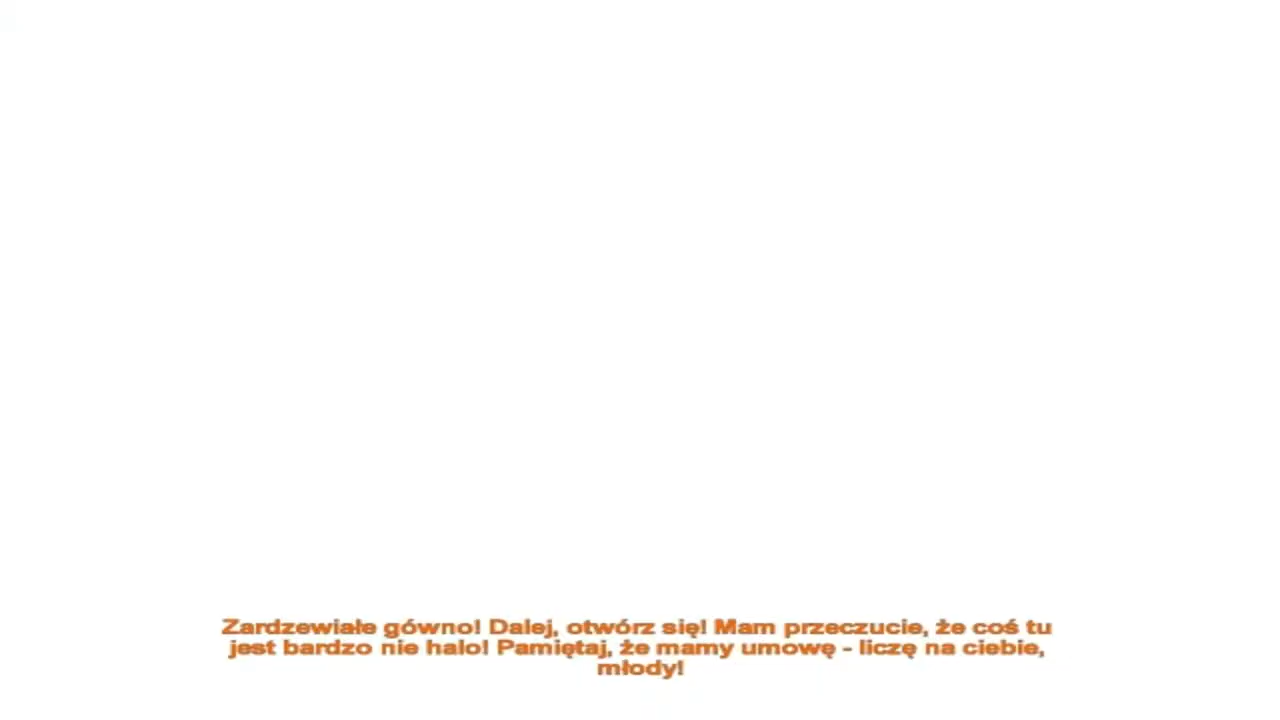 Zardzewiałe gówno! Dalej, otwórz się! Mam przeczucie, że coś tu
jest bardzo nie halo! Pamiętaj, że mamy umowę - liczę na ciebie,
młody!